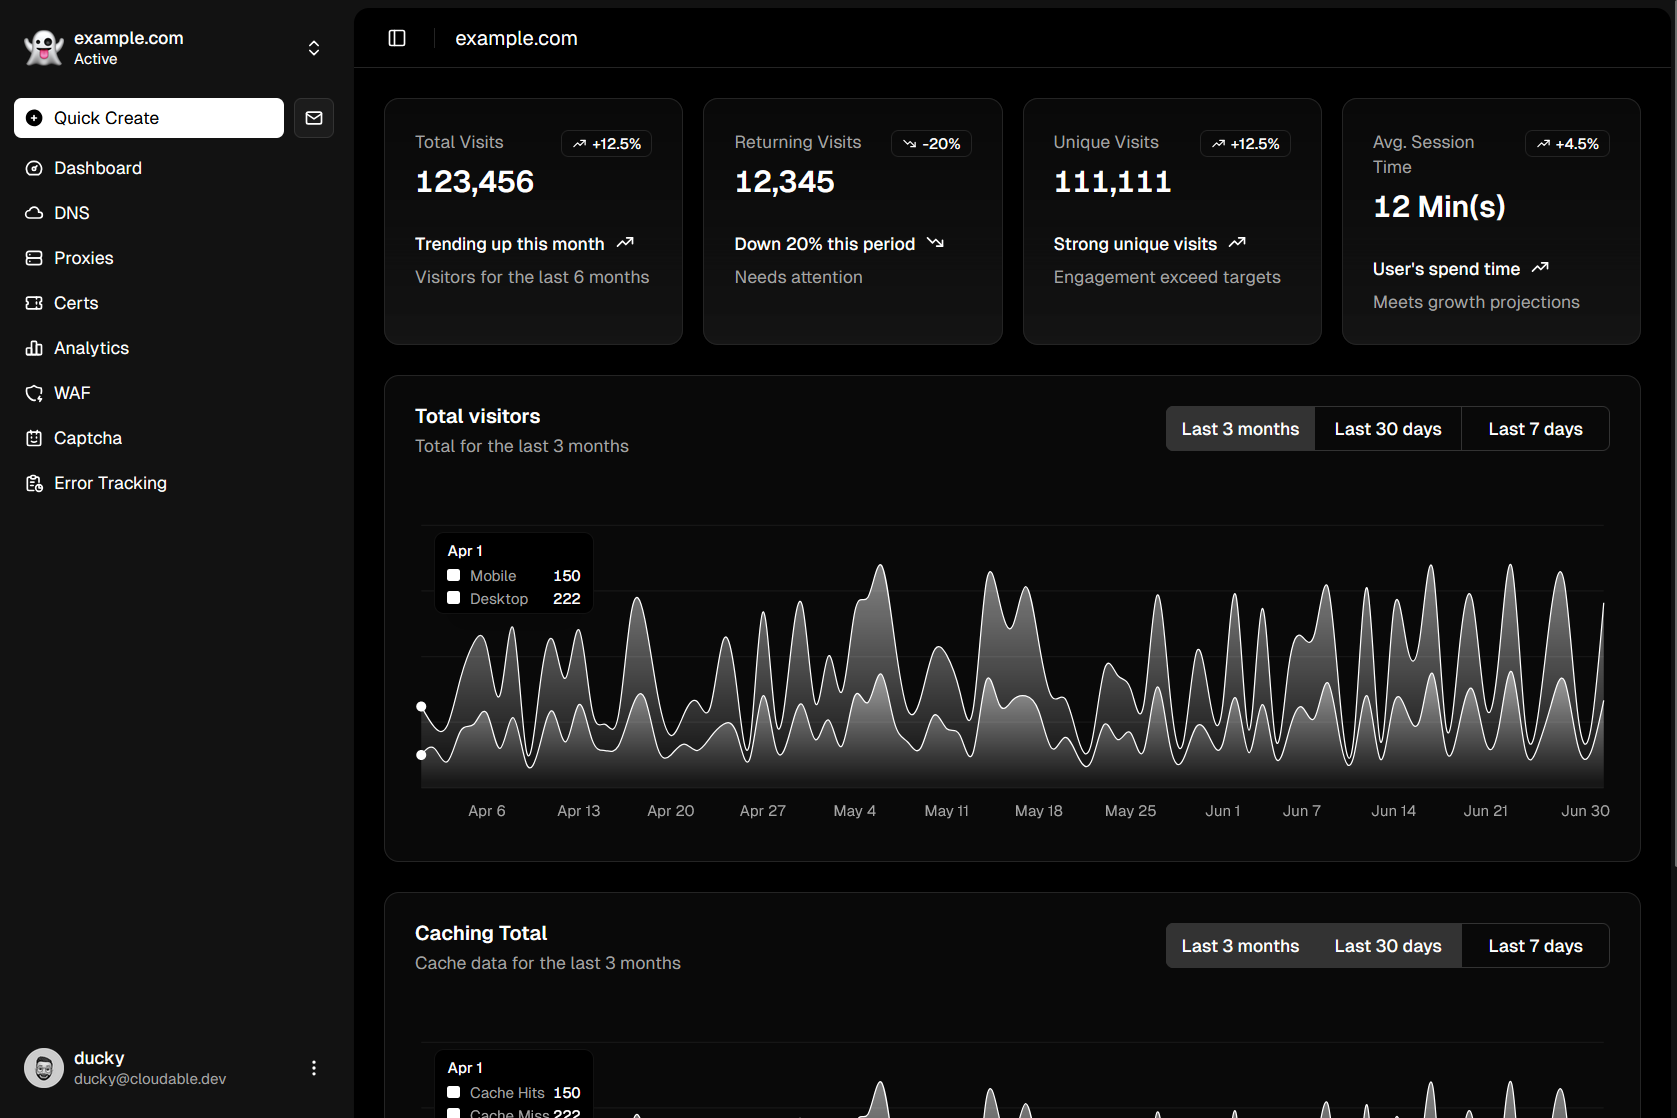 example.com
Active
Quick Create
Dashboard
DNS
Proxies
Certs
Analytics
WAF
Captcha
Error Tracking
ducky
ducky@cloudable.dev
example.com
Total Visits
+12.5%
123,456
Trending up this month
Visitors for the last 6 months
Returning Visits
-20%
12,345
Down 20% this period
Needs attention
Unique Visits
+12.5%
111,111
Strong unique visits
Engagement exceed targets
Avg. Session
Time
+4.5%
12 Min(s)
User's spend time
Meets growth projections
Total visitors
Total for the last 3 months
Last 3 months
Last 30 days
Last 7 days
Apr 1
Mobile 150
Desktop 222
Apr 6
Apr 13
Apr 20
Apr 27
May 4
May 11
May 18
May 25
Jun 1
Jun 7
Jun 14
Jun 21
Jun 30
Caching Total
Cache data for the last 3 months
Last 3 months
Last 30 days
Last 7 days
Apr 1
Cache Hits 150
Cache Miss 222